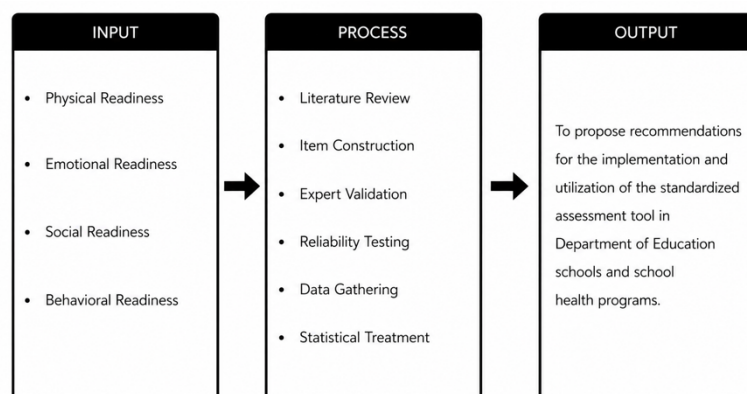 INPUT
• Physical Readiness
• Emotional Readiness
• Social Readiness
• Behavioral Readiness
PROCESS
• Literature Review
• Item Construction
• Expert Validation
• Reliability Testing
• Data Gathering
• Statistical Treatment
OUTPUT
To propose recommendations
for the implementation and
utilization of the standardized
assessment tool in
Department of Education
schools and school
health programs.